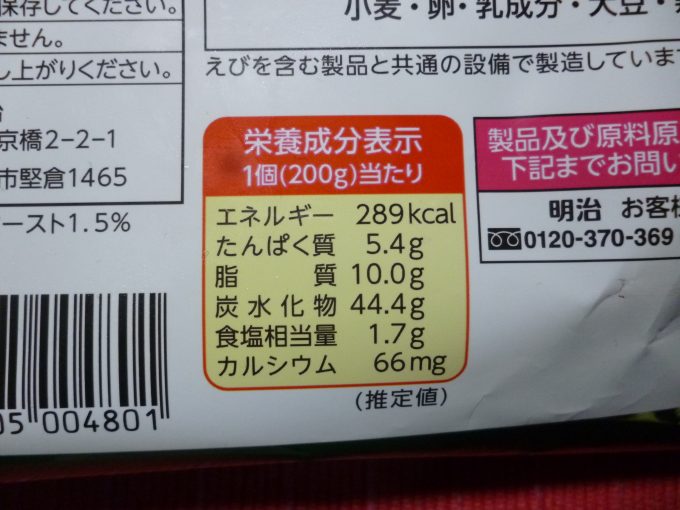 保存してください。
ません。
し上がりください。
京橋2-2-1
市堅倉1465
ースト1.5%
小麦・卵・乳成分・大豆・
えびを含む製品と共通の設備で製造していま
栄養成分表示
1個(200g)当たり
エネルギー 289kcal
たんぱく質 5.4g
脂質 10.0g
炭水化物 44.4g
食塩相当量 1.7g
カルシウム 66mg
(推定値)
製品及び原料原
下記までお問い
明治 お客様
0120-370-369
05 004801